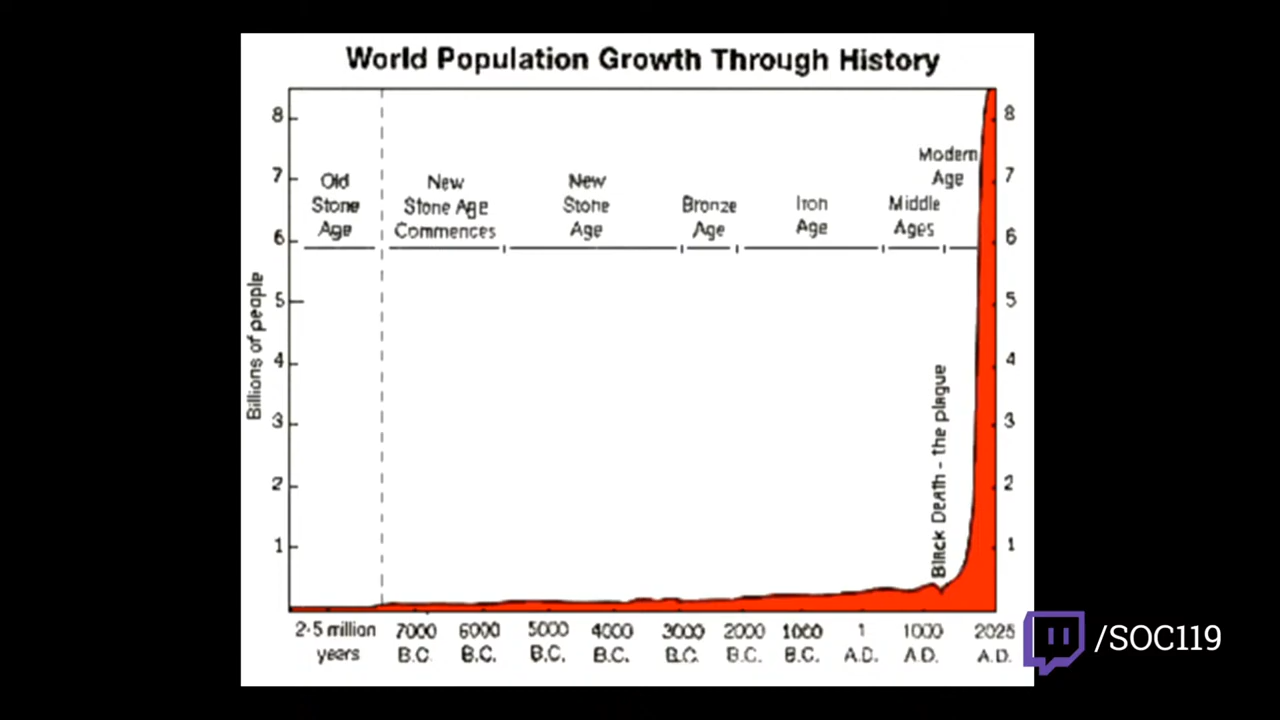 World Population Growth Through History
8
7
6
5
4
3
2
1
Billions of people
8
7
6
5
4
3
2
1
Old
Stone
Age
New
Stone Age
Commences
New
Stone
Age
Bronze
Age
Iron
Age
Middle
Ages
Modern
Age
Black Death - the plague
2·5 million
years
7000
B.C.
6000
B.C.
5000
B.C.
4000
B.C.
3000
B.C.
2000
B.C.
1000
B.C.
1
A.D.
1000
A.D.
2025
A.D.
/SOC119